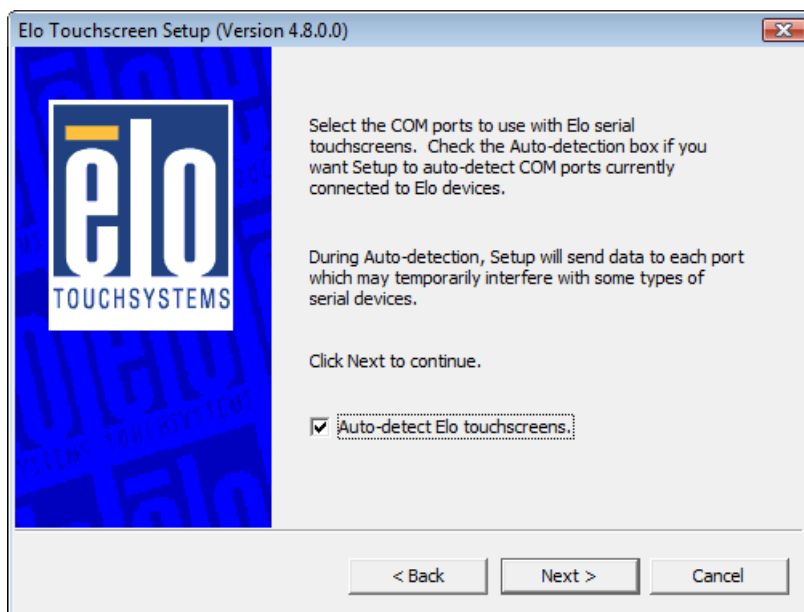 Elo Touchscreen Setup (Version 4.8.0.0)
elo
TOUCHSYSTEMS
Select the COM ports to use with Elo serial
touchscreens.  Check the Auto-detection box if you
want Setup to auto-detect COM ports currently
connected to Elo devices.
During Auto-detection, Setup will send data to each port
which may temporarily interfere with some types of
serial devices.
Click Next to continue.
Auto-detect Elo touchscreens.
< Back
Next >
Cancel